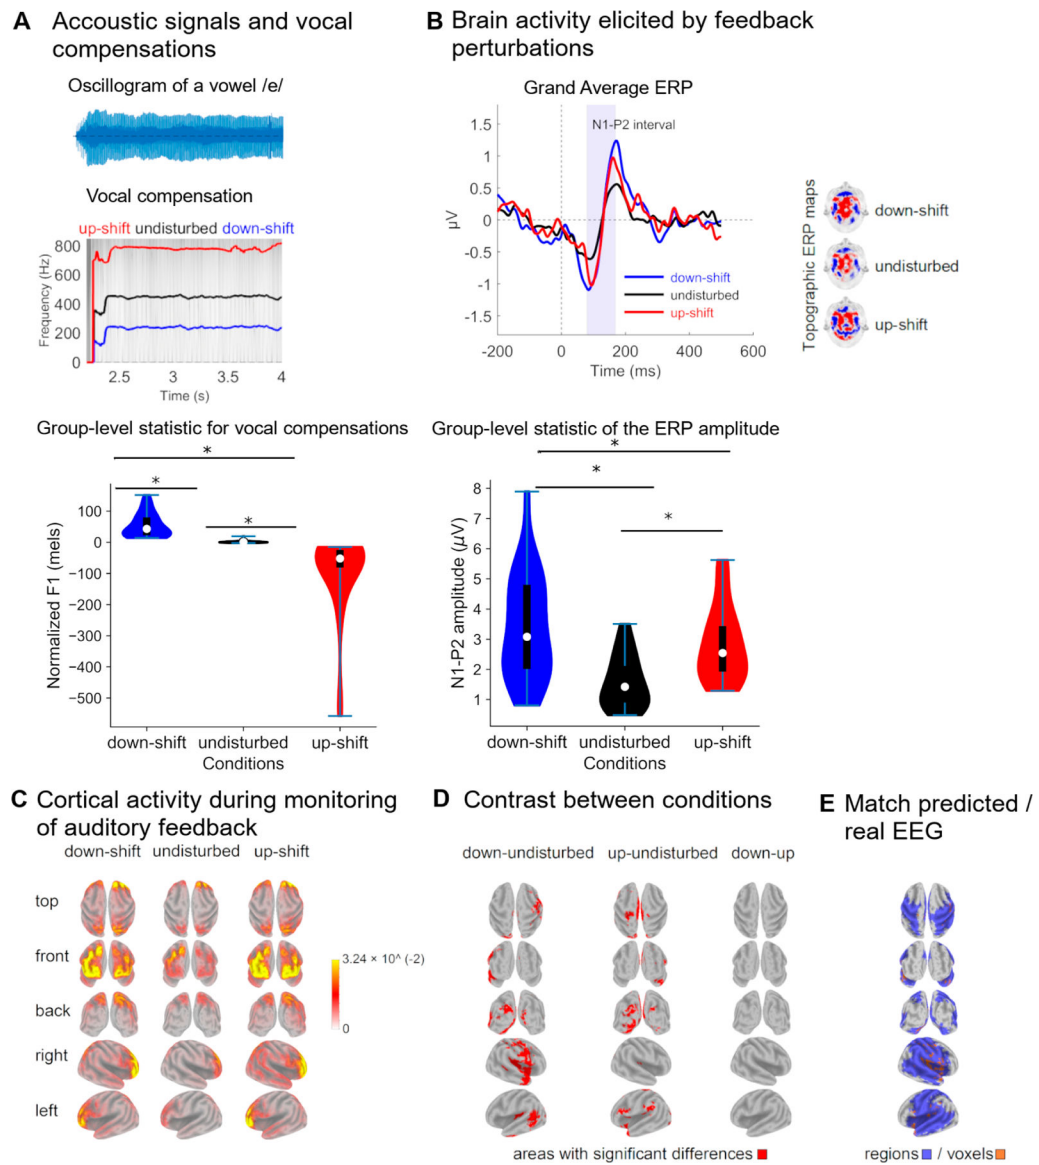 A Accoustic signals and vocal
compensations
Oscillogram of a vowel /e/
Vocal compensation
up-shift undisturbed down-shift
800
600
400
200
0
Frequency (Hz)
2.5 3 3.5 4
Time (s)
Group-level statistic for vocal compensations
*
*
*
100
0
−100
−200
−300
−400
−500
Normalized F1 (mels)
down-shift undisturbed up-shift
Conditions
B Brain activity elicited by feedback
perturbations
Grand Average ERP
N1-P2 interval
1.5
1
0.5
0
-0.5
-1
-1.5
µV
down-shift
undisturbed
up-shift
-200 0 200 400 600
Time (ms)
Topographic ERP maps
down-shift
undisturbed
up-shift
Group-level statistic of the ERP amplitude
*
*
*
8
7
6
5
4
3
2
1
N1-P2 amplitude (µV)
down-shift undisturbed up-shift
Conditions
C Cortical activity during monitoring
of auditory feedback
down-shift undisturbed up-shift
top
front
back
right
left
3.24 × 10^ (-2)
0
D Contrast between conditions
down-undisturbed up-undisturbed down-up
areas with significant differences
E Match predicted /
real EEG
regions / voxels